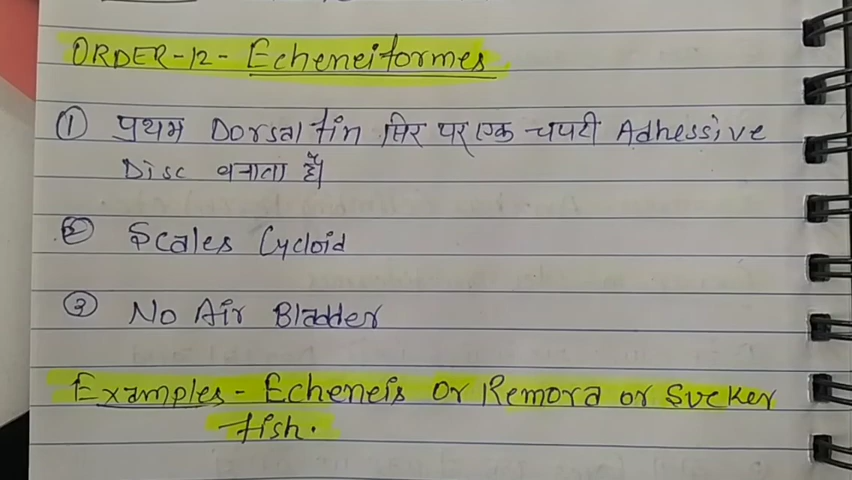 ORDER-12- Echeneiformes
① प्रथम Dorsal fin सिर पर एक चपटी Adhessive
Disc बनाता है।
② Scales Cycloid
③ No Air Bladder
Examples- Echeneis Or Remora or Sucker
fish.